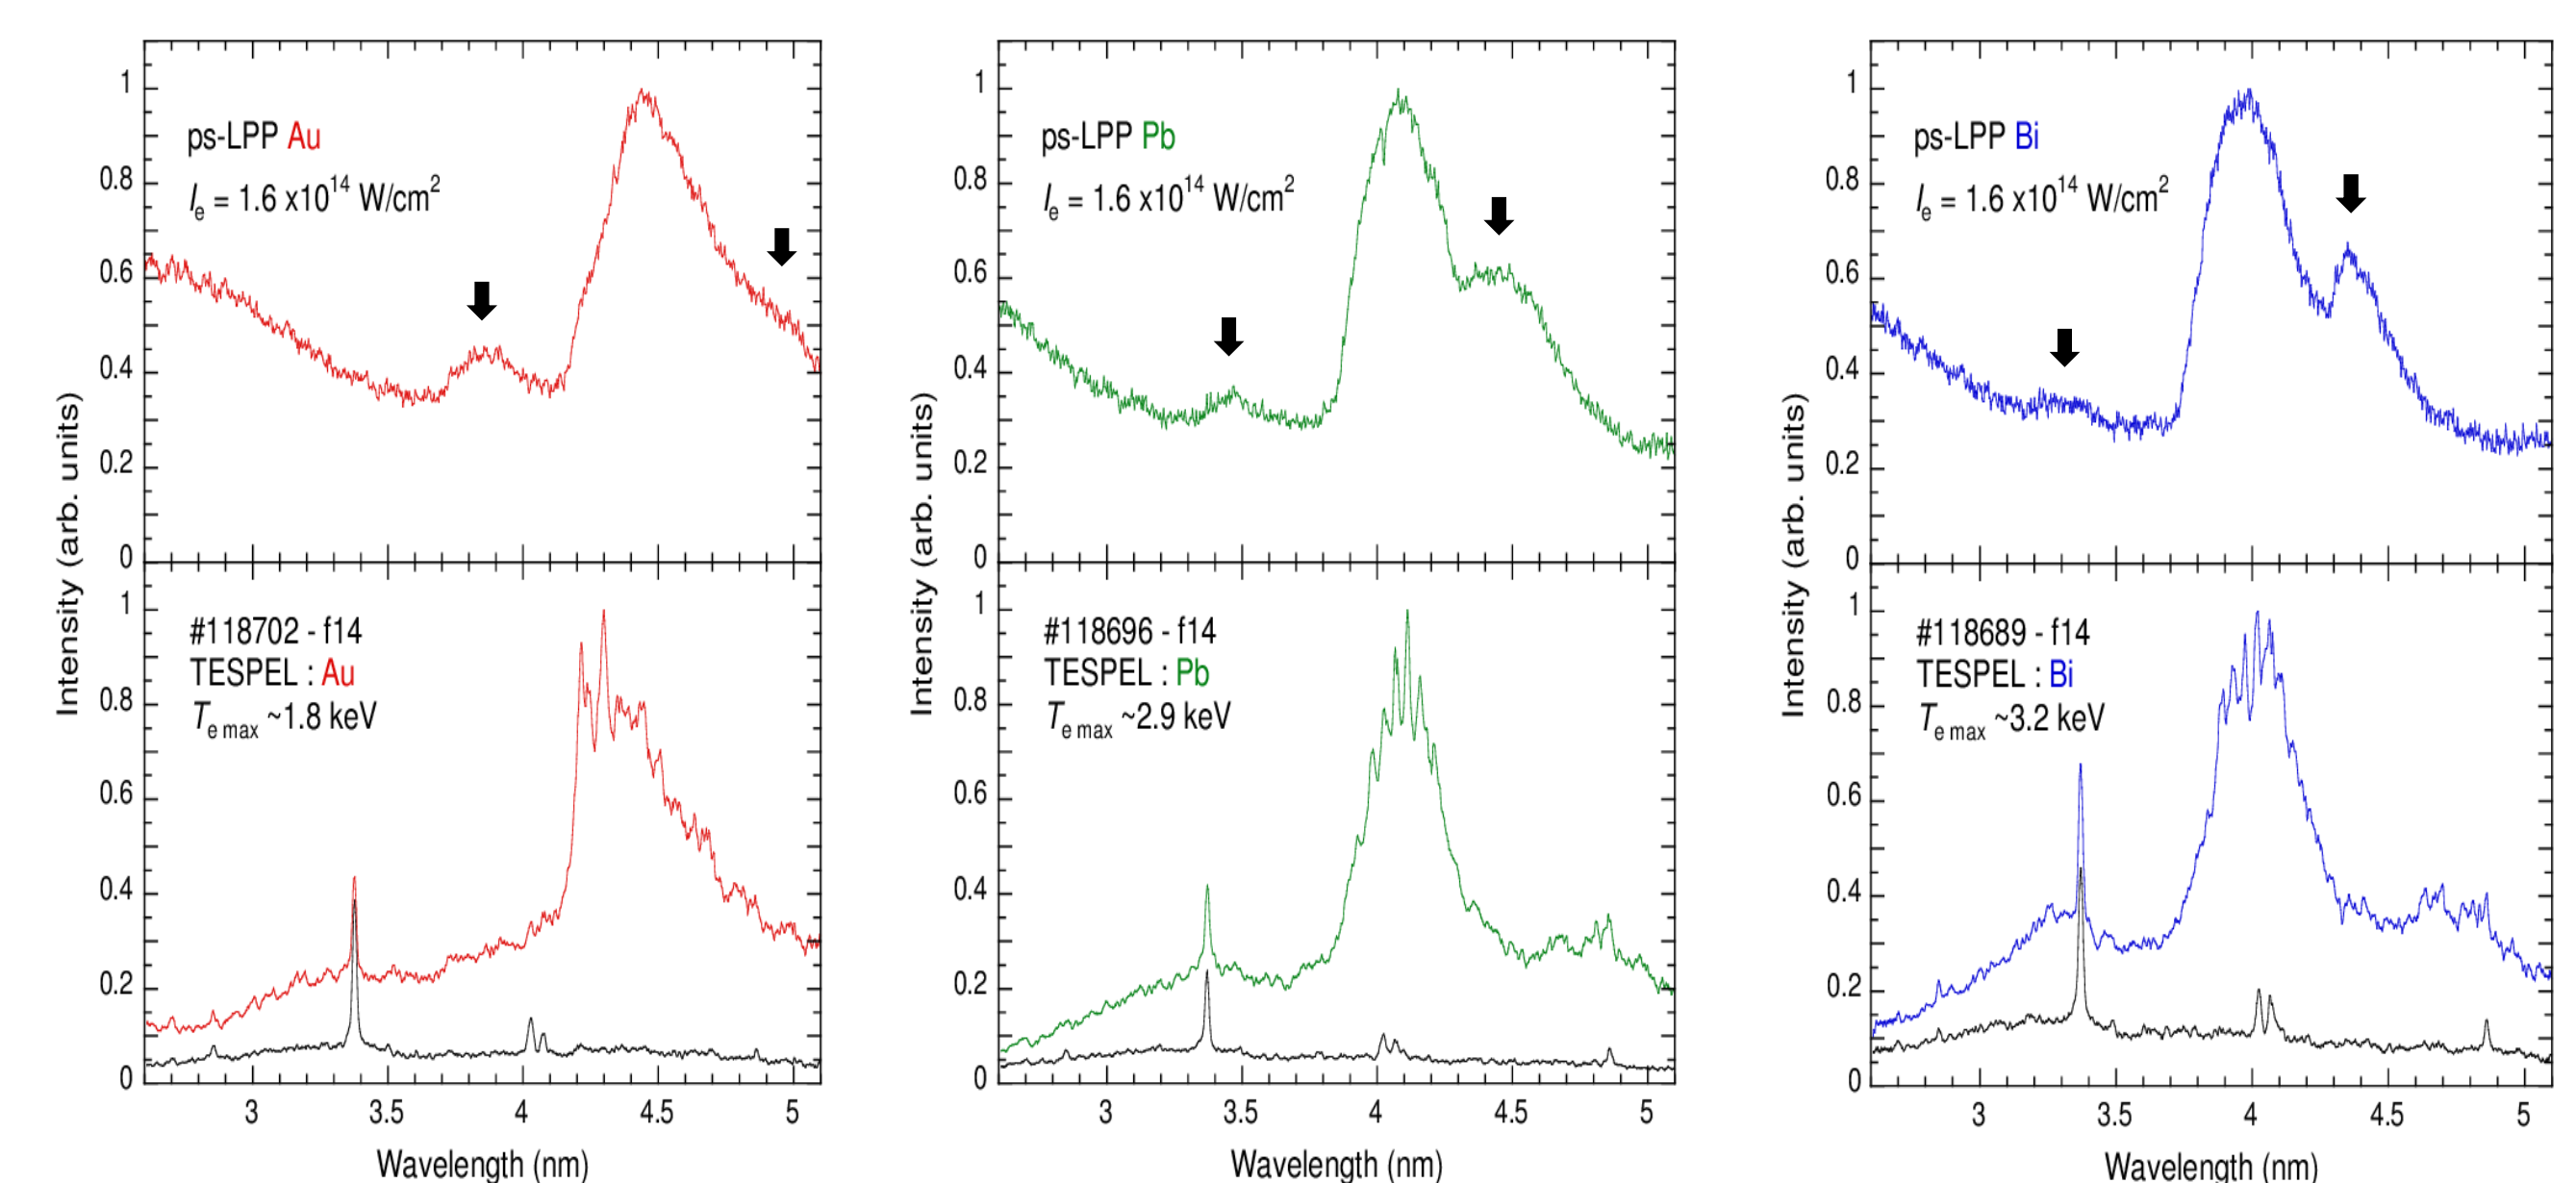 1
0.8
0.6
0.4
0.2
0
ps-LPP Au
Ie = 1.6 x10^14 W/cm^2
1
0.8
0.6
0.4
0.2
0
#118702 - f14
TESPEL : Au
Te max ~1.8 keV
3 3.5 4 4.5 5
Wavelength (nm)
Intensity (arb. units)
1
0.8
0.6
0.4
0.2
0
ps-LPP Pb
Ie = 1.6 x10^14 W/cm^2
1
0.8
0.6
0.4
0.2
0
#118696 - f14
TESPEL : Pb
Te max ~2.9 keV
3 3.5 4 4.5 5
Wavelength (nm)
Intensity (arb. units)
1
0.8
0.6
0.4
0.2
0
ps-LPP Bi
Ie = 1.6 x10^14 W/cm^2
1
0.8
0.6
0.4
0.2
0
#118689 - f14
TESPEL : Bi
Te max ~3.2 keV
3 3.5 4 4.5 5
Wavelength (nm)
Intensity (arb. units)